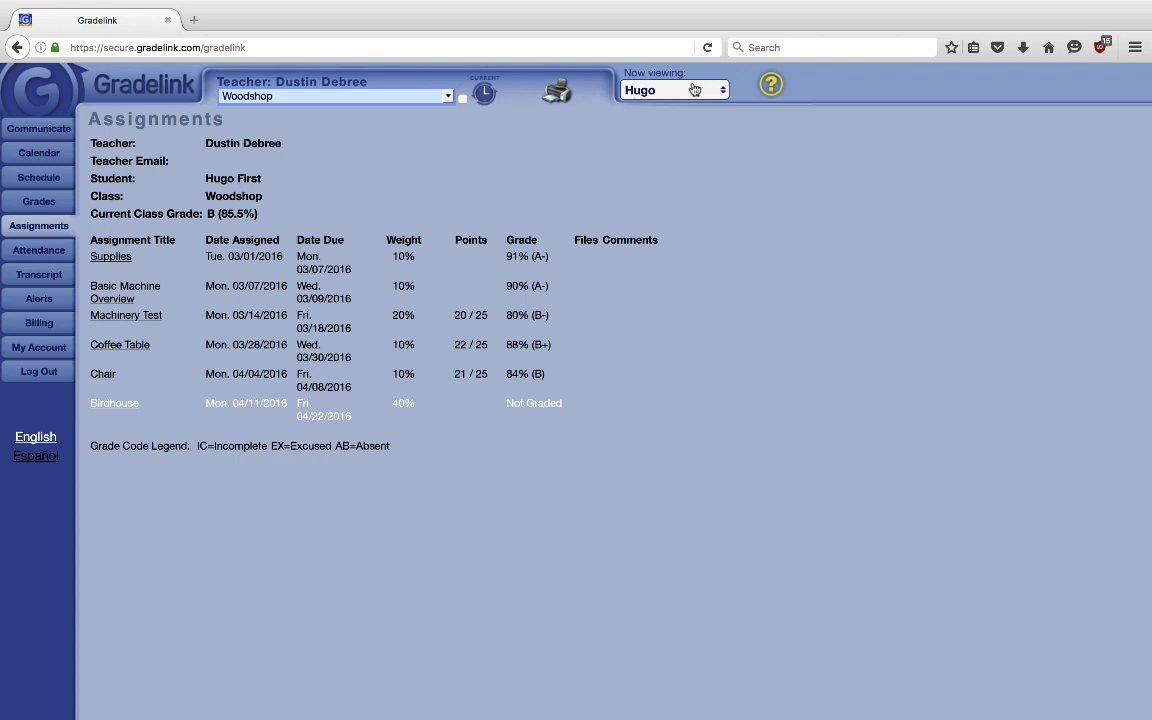 Gradelink
https://secure.gradelink.com/gradelink
Search
15
Gradelink
Teacher: Dustin Debree
Woodshop
CURRENT
Now viewing:
Hugo
?
Communicate
Calendar
Schedule
Grades
Assignments
Attendance
Transcript
Alerts
Billing
My Account
Log Out
English
Español
Assignments
Teacher: Dustin Debree
Teacher Email:
Student: Hugo First
Class: Woodshop
Current Class Grade: B (85.5%)
Assignment Title Date Assigned Date Due Weight Points Grade Files Comments
Supplies Tue. 03/01/2016 Mon. 10% 91% (A-)
03/07/2016
Basic Machine Mon. 03/07/2016 Wed. 10% 90% (A-)
Overview 03/09/2016
Machinery Test Mon. 03/14/2016 Fri. 20% 20 / 25 80% (B-)
03/18/2016
Coffee Table Mon. 03/28/2016 Wed. 10% 22 / 25 88% (B+)
03/30/2016
Chair Mon. 04/04/2016 Fri. 10% 21 / 25 84% (B)
04/08/2016
Birdhouse Mon. 04/11/2016 Fri. 40% Not Graded
04/22/2016
Grade Code Legend: IC=Incomplete EX=Excused AB=Absent